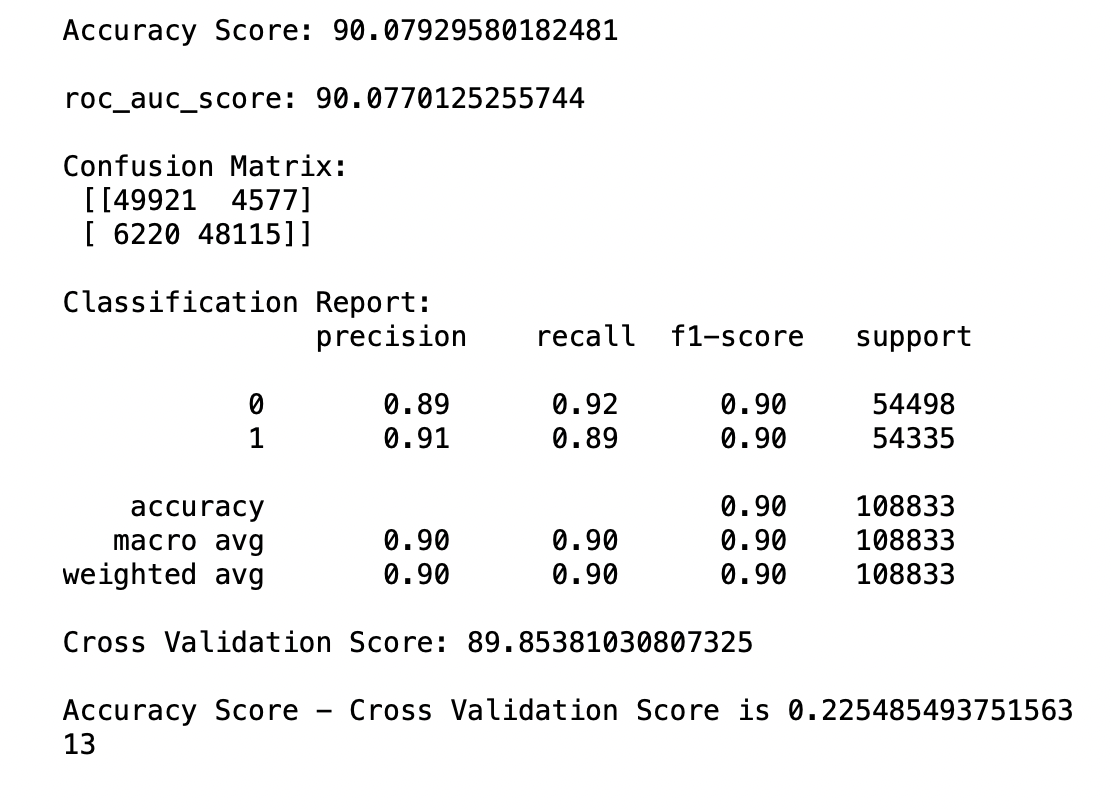 Accuracy Score: 90.07929580182481
roc_auc_score: 90.0770125255744
Confusion Matrix:
[[49921  4577]
[ 6220 48115]]
Classification Report:
precision    recall  f1-score   support
0       0.89      0.92      0.90     54498
1       0.91      0.89      0.90     54335
accuracy                           0.90    108833
macro avg       0.90      0.90      0.90    108833
weighted avg       0.90      0.90      0.90    108833
Cross Validation Score: 89.85381030807325
Accuracy Score - Cross Validation Score is 0.225485493751563
13